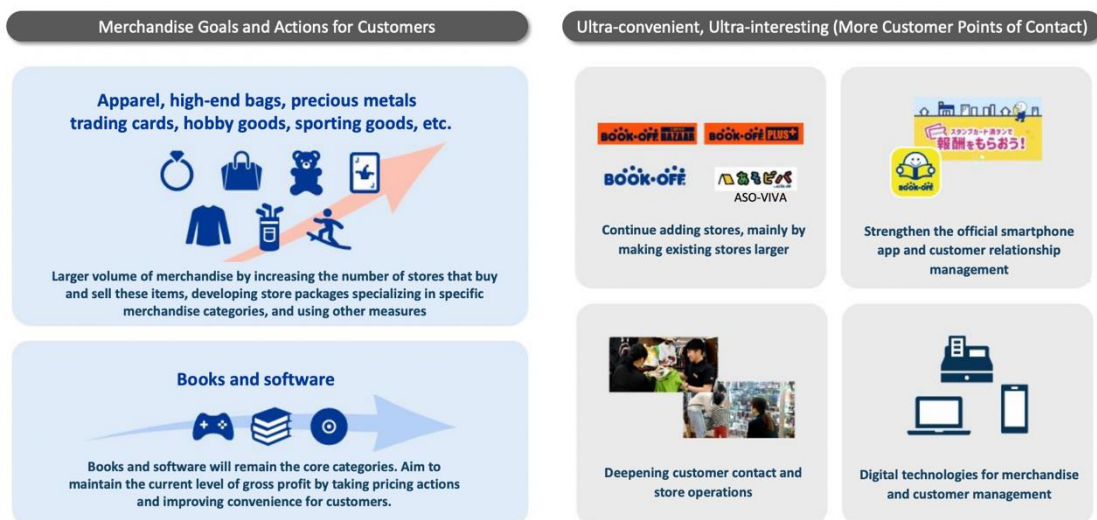 Merchandise Goals and Actions for Customers
Apparel, high-end bags, precious metals
trading cards, hobby goods, sporting goods, etc.
Larger volume of merchandise by increasing the number of stores that buy
and sell these items, developing store packages specializing in specific
merchandise categories, and using other measures
Books and software
Books and software will remain the core categories. Aim to
maintain the current level of gross profit by taking pricing actions
and improving convenience for customers.
Ultra-convenient, Ultra-interesting (More Customer Points of Contact)
BOOK-OFF BAZAAR
BOOK-OFF PLUS+
BOOK-OFF
あそビバ
ASO-VIVA
Continue adding stores, mainly by
making existing stores larger
スタンプカード満タンで
報酬をもらおう!
BOOK-OFF
Strengthen the official smartphone
app and customer relationship
management
Deepening customer contact and
store operations
Digital technologies for merchandise
and customer management